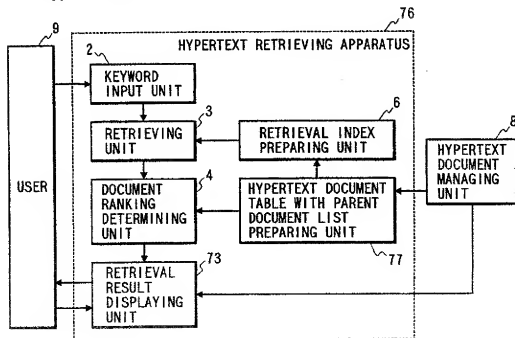 76
9
HYPERTEXT RETRIEVING APPARATUS
2
KEYWORD
INPUT UNIT
3
RETRIEVING
UNIT
6
RETRIEVAL INDEX
PREPARING UNIT
8
HYPERTEXT
DOCUMENT
MANAGING
UNIT
USER
4
DOCUMENT
RANKING
DETERMINING
UNIT
HYPERTEXT DOCUMENT
TABLE WITH PARENT
DOCUMENT LIST
PREPARING UNIT
77
73
RETRIEVAL
RESULT
DISPLAYING
UNIT